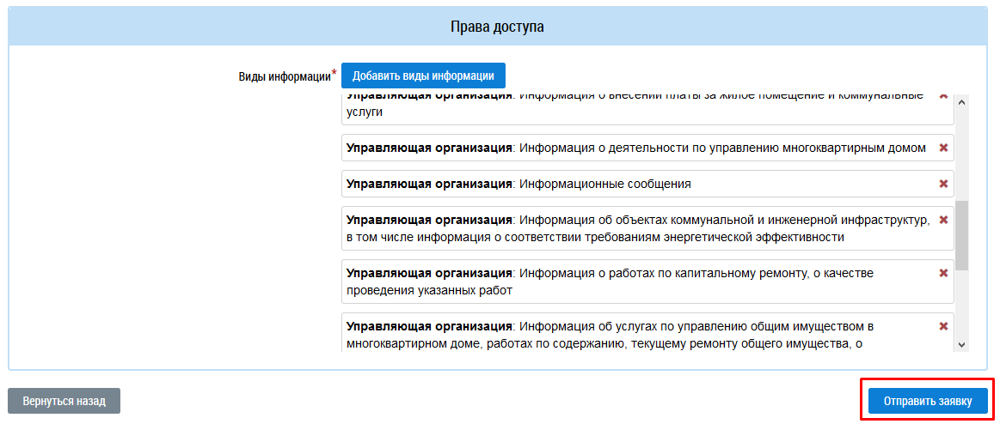 Права доступа
Виды информации* Добавить виды информации
Управляющая организация: Информация о внесении платы за жилое помещение и коммунальные
услуги
Управляющая организация: Информация о деятельности по управлению многоквартирным домом
Управляющая организация: Информационные сообщения
Управляющая организация: Информация об объектах коммунальной и инженерной инфраструктур,
в том числе информация о соответствии требованиям энергетической эффективности
Управляющая организация: Информация о работах по капитальному ремонту, о качестве
проведения указанных работ
Управляющая организация: Информация об услугах по управлению общим имуществом в
многоквартирном доме, работах по содержанию, текущему ремонту общего имущества, о
Вернуться назад Отправить заявку